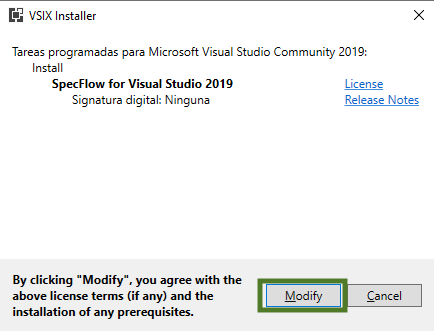 VSIX Installer
Tareas programadas para Microsoft Visual Studio Community 2019:
Install
SpecFlow for Visual Studio 2019 License
Signatura digital: Ninguna Release Notes
By clicking "Modify", you agree with the
above license terms (if any) and the
installation of any prerequisites.
Modify Cancel